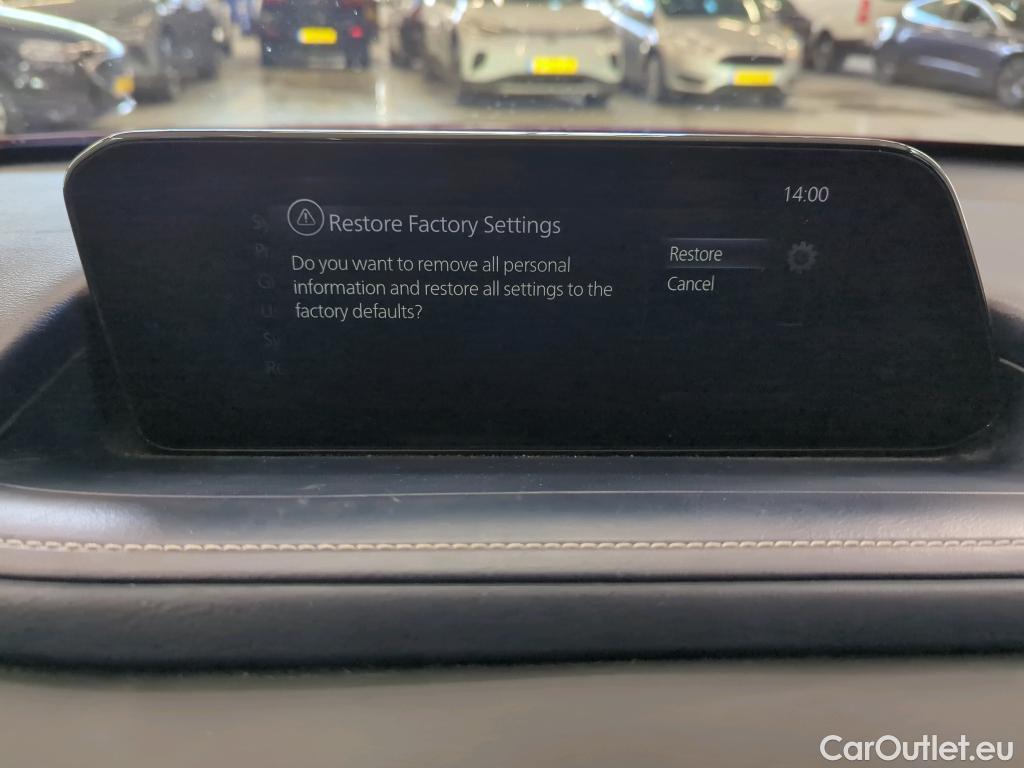 14:00
Restore Factory Settings
Do you want to remove all personal
information and restore all settings to the
factory defaults?
Restore
Cancel
CarOutlet.eu